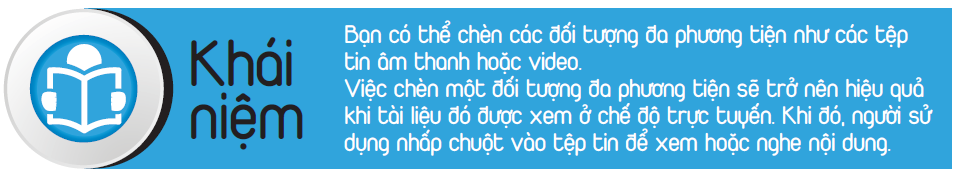 Khái
niệm
Bạn có thể chèn các đối tượng đa phương tiện như các tệp
tin âm thanh hoặc video.
Việc chèn một đối tượng đa phương tiện sẽ trở nên hiệu quả
khi tài liệu đó được xem ở chế độ trực tuyến. Khi đó, người sử
dụng nhấp chuột vào tệp tin để xem hoặc nghe nội dung.